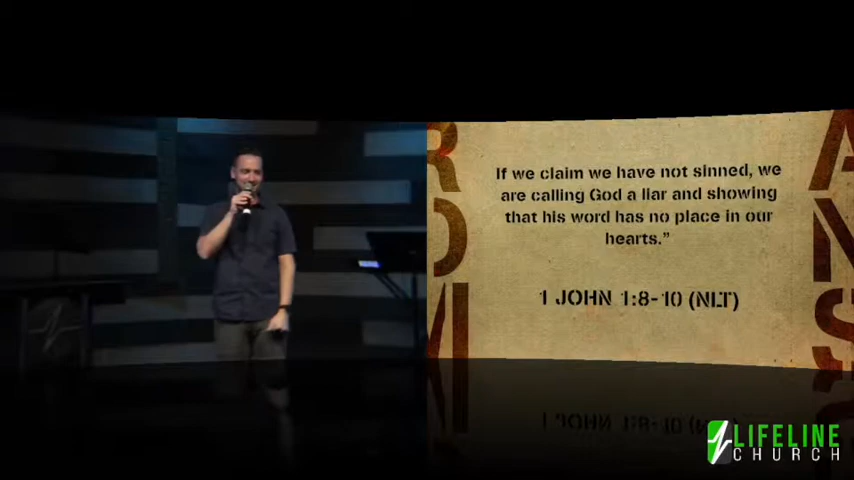 If we claim we have not sinned, we
are calling God a liar and showing
that his word has no place in our
hearts.”
1 JOHN 1:8-10 (NLT)
LIFELINE
CHURCH